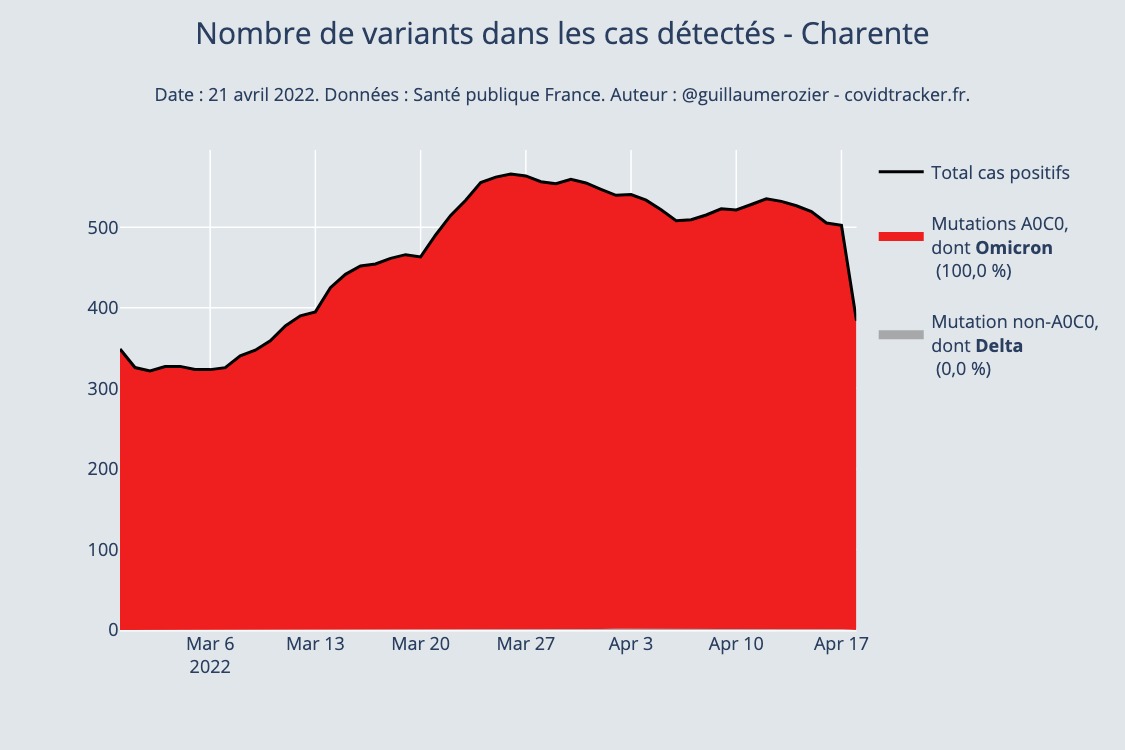 Nombre de variants dans les cas détectés - Charente
Date : 21 avril 2022. Données : Santé publique France. Auteur : @guillaumerozier - covidtracker.fr.
Total cas positifs
Mutations A0C0,
dont Omicron
(100,0 %)
Mutation non-A0C0,
dont Delta
(0,0 %)
500
400
300
200
100
0
Mar 6
2022
Mar 13
Mar 20
Mar 27
Apr 3
Apr 10
Apr 17